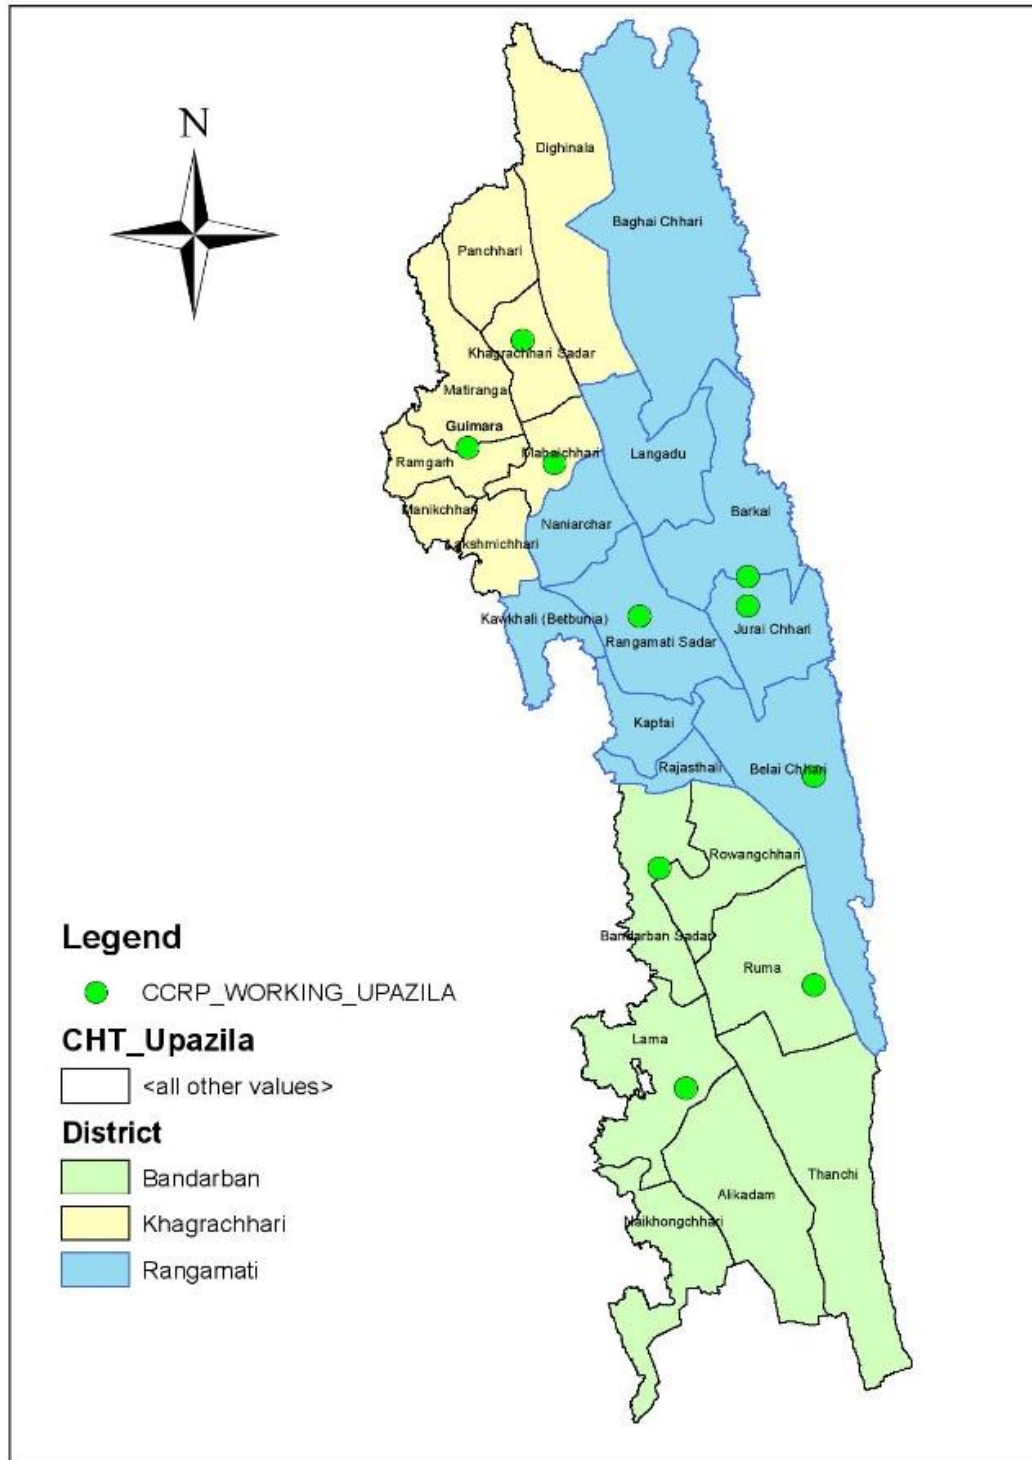 N
Dighinala
Baghai Chhari
Panchhari
Khagrachhari Sadar
Matiranga
Guimara
Mahalchhari
Langadu
Ramgarh
Manikchhari
Naniarchar
Barkal
Lakshmichhari
Kawkhali (Betbunia)
Jurai Chhari
Rangamati Sadar
Kaptai
Rajasthali
Belai Chhari
Rowangchhari
Bandarban Sadar
Ruma
Lama
Thanchi
Alikadam
Naikhongchhari
Legend
CCRP_WORKING_UPAZILA
CHT_Upazila
<all other values>
District
Bandarban
Khagrachhari
Rangamati